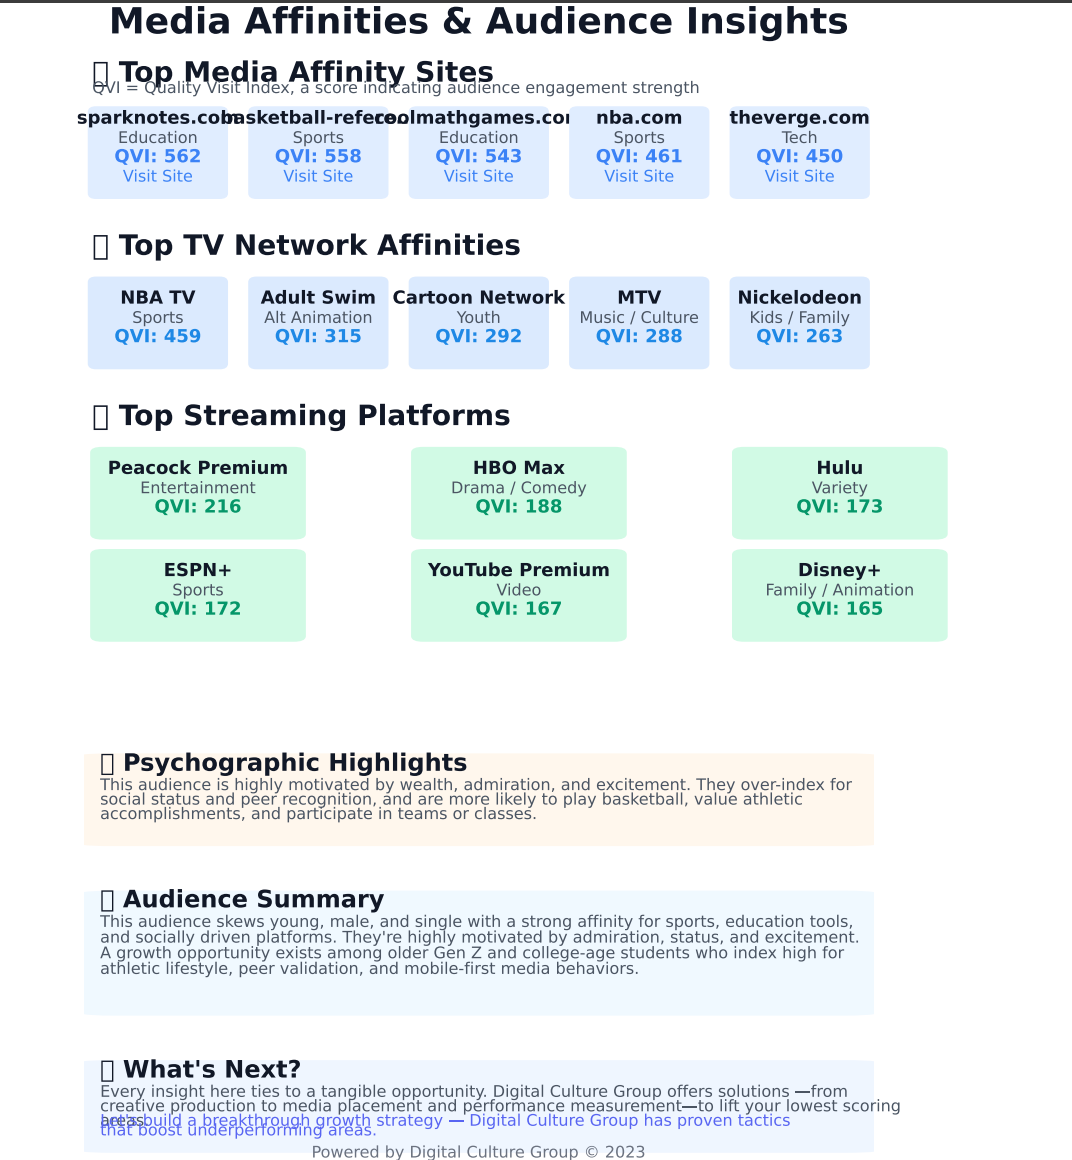 Media Affinities & Audience Insights
Top Media Affinity Sites
QVI = Quality Visit Index, a score indicating audience engagement strength
sparknotes.com basketball-refere... coolmathgames.com nba.com theverge.com
Education Sports Education Sports Tech
QVI: 562 QVI: 558 QVI: 543 QVI: 461 QVI: 450
Visit Site Visit Site Visit Site Visit Site Visit Site
Top TV Network Affinities
NBA TV Adult Swim Cartoon Network MTV Nickelodeon
Sports Alt Animation Youth Music / Culture Kids / Family
QVI: 459 QVI: 315 QVI: 292 QVI: 288 QVI: 263
Top Streaming Platforms
Peacock Premium HBO Max Hulu
Entertainment Drama / Comedy Variety
QVI: 216 QVI: 188 QVI: 173
ESPN+ YouTube Premium Disney+
Sports Video Family / Animation
QVI: 172 QVI: 167 QVI: 165
Psychographic Highlights
This audience is highly motivated by wealth, admiration, and excitement. They over-index for
social status and peer recognition, and are more likely to play basketball, value athletic
accomplishments, and participate in teams or classes.
Audience Summary
This audience skews young, male, and single with a strong affinity for sports, education tools,
and socially driven platforms. They're highly motivated by admiration, status, and excitement.
A growth opportunity exists among older Gen Z and college-age students who index high for
athletic lifestyle, peer validation, and mobile-first media behaviors.
What's Next?
Every insight here ties to a tangible opportunity. Digital Culture Group offers solutions —from
creative production to media placement and performance measurement—to lift your lowest scoring
areas.
Let's build a breakthrough growth strategy — Digital Culture Group has proven tactics
that boost underperforming areas.
Powered by Digital Culture Group © 2023